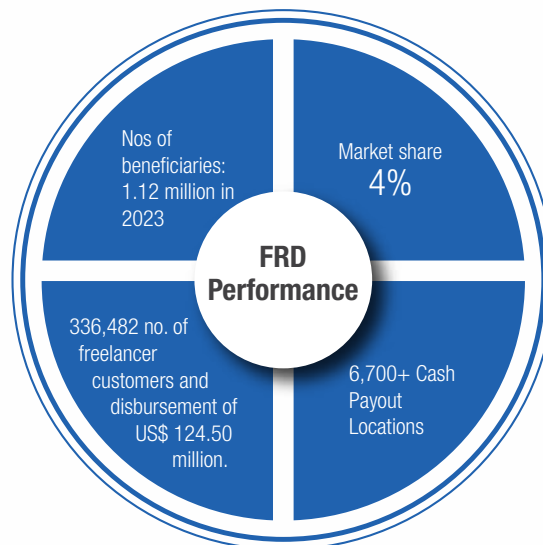 Nos of
beneficiaries:
1.12 million in
2023
Market share
4%
FRD
Performance
336,482 no. of
freelancer
customers and
disbursement of
US$ 124.50
million.
6,700+ Cash
Payout
Locations